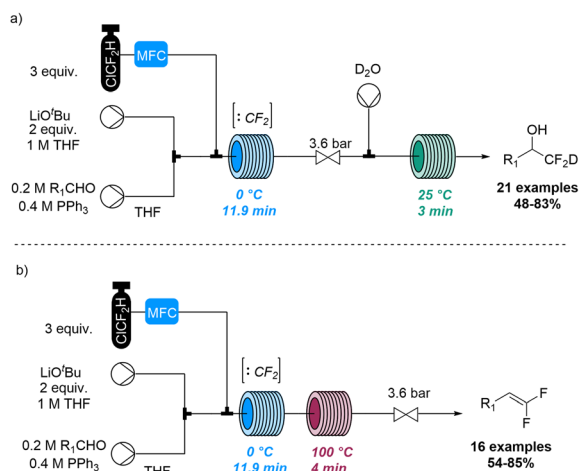 a)
ClCF₂H
MFC
3 equiv.
D₂O
LiOᵗBu
2 equiv.
1 M THF
[:CF₂]
3.6 bar
OH
R₁
CF₂D
0.2 M R₁CHO
0.4 M PPh₃
THF
0 °C
11.9 min
25 °C
3 min
21 examples
48-83%
b)
ClCF₂H
MFC
3 equiv.
LiOᵗBu
2 equiv.
1 M THF
[:CF₂]
3.6 bar
R₁
F
F
0.2 M R₁CHO
0.4 M PPh₃
THF
0 °C
11.9 min
100 °C
4 min
16 examples
54-85%